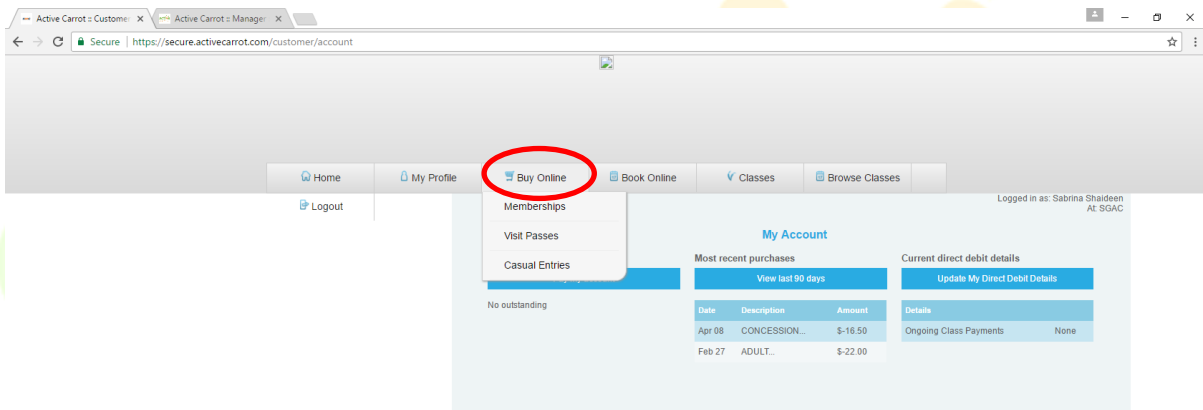 Active Carrot :: Customer
Active Carrot :: Manager
Secure | https://secure.activecarrot.com/customer/account
Home
My Profile
Buy Online
Book Online
Classes
Browse Classes
Logout
Memberships
Visit Passes
Casual Entries
Logged in as: Sabrina Shaideen
At: SGAC
My Account
No outstanding
Most recent purchases
View last 90 days
Date Description Amount
Apr 08 CONCESSION... $-16.50
Feb 27 ADULT... $-22.00
Current direct debit details
Update My Direct Debit Details
Details
Ongoing Class Payments None